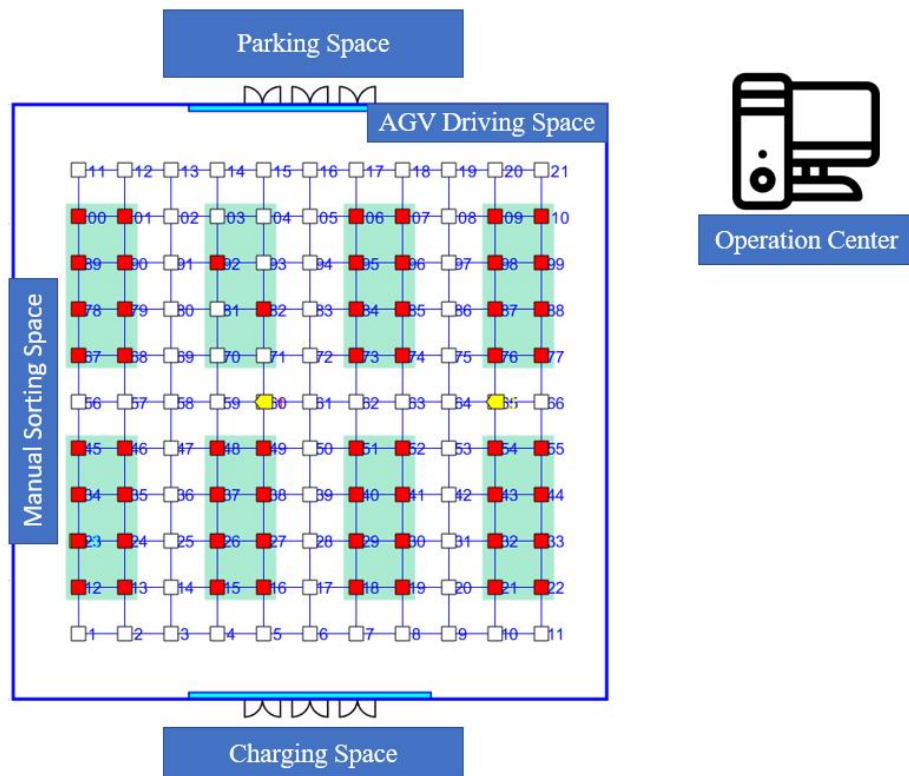 Parking Space
AGV Driving Space
Operation Center
11 12 13 14 15 16 17 18 19 20 21
00 01 02 03 04 05 06 07 08 09 10
89 90 91 92 93 94 95 96 97 98 99
78 79 80 81 82 83 84 85 86 87 88
67 68 69 70 71 72 73 74 75 76 77
Manual Sorting Space
56 57 58 59 60 61 62 63 64 65 66
45 46 47 48 49 50 51 52 53 54 55
34 35 36 37 38 39 40 41 42 43 44
23 24 25 26 27 28 29 30 31 32 33
12 13 14 15 16 17 18 19 20 21 22
1 2 3 4 5 6 7 8 9 10 11
Charging Space